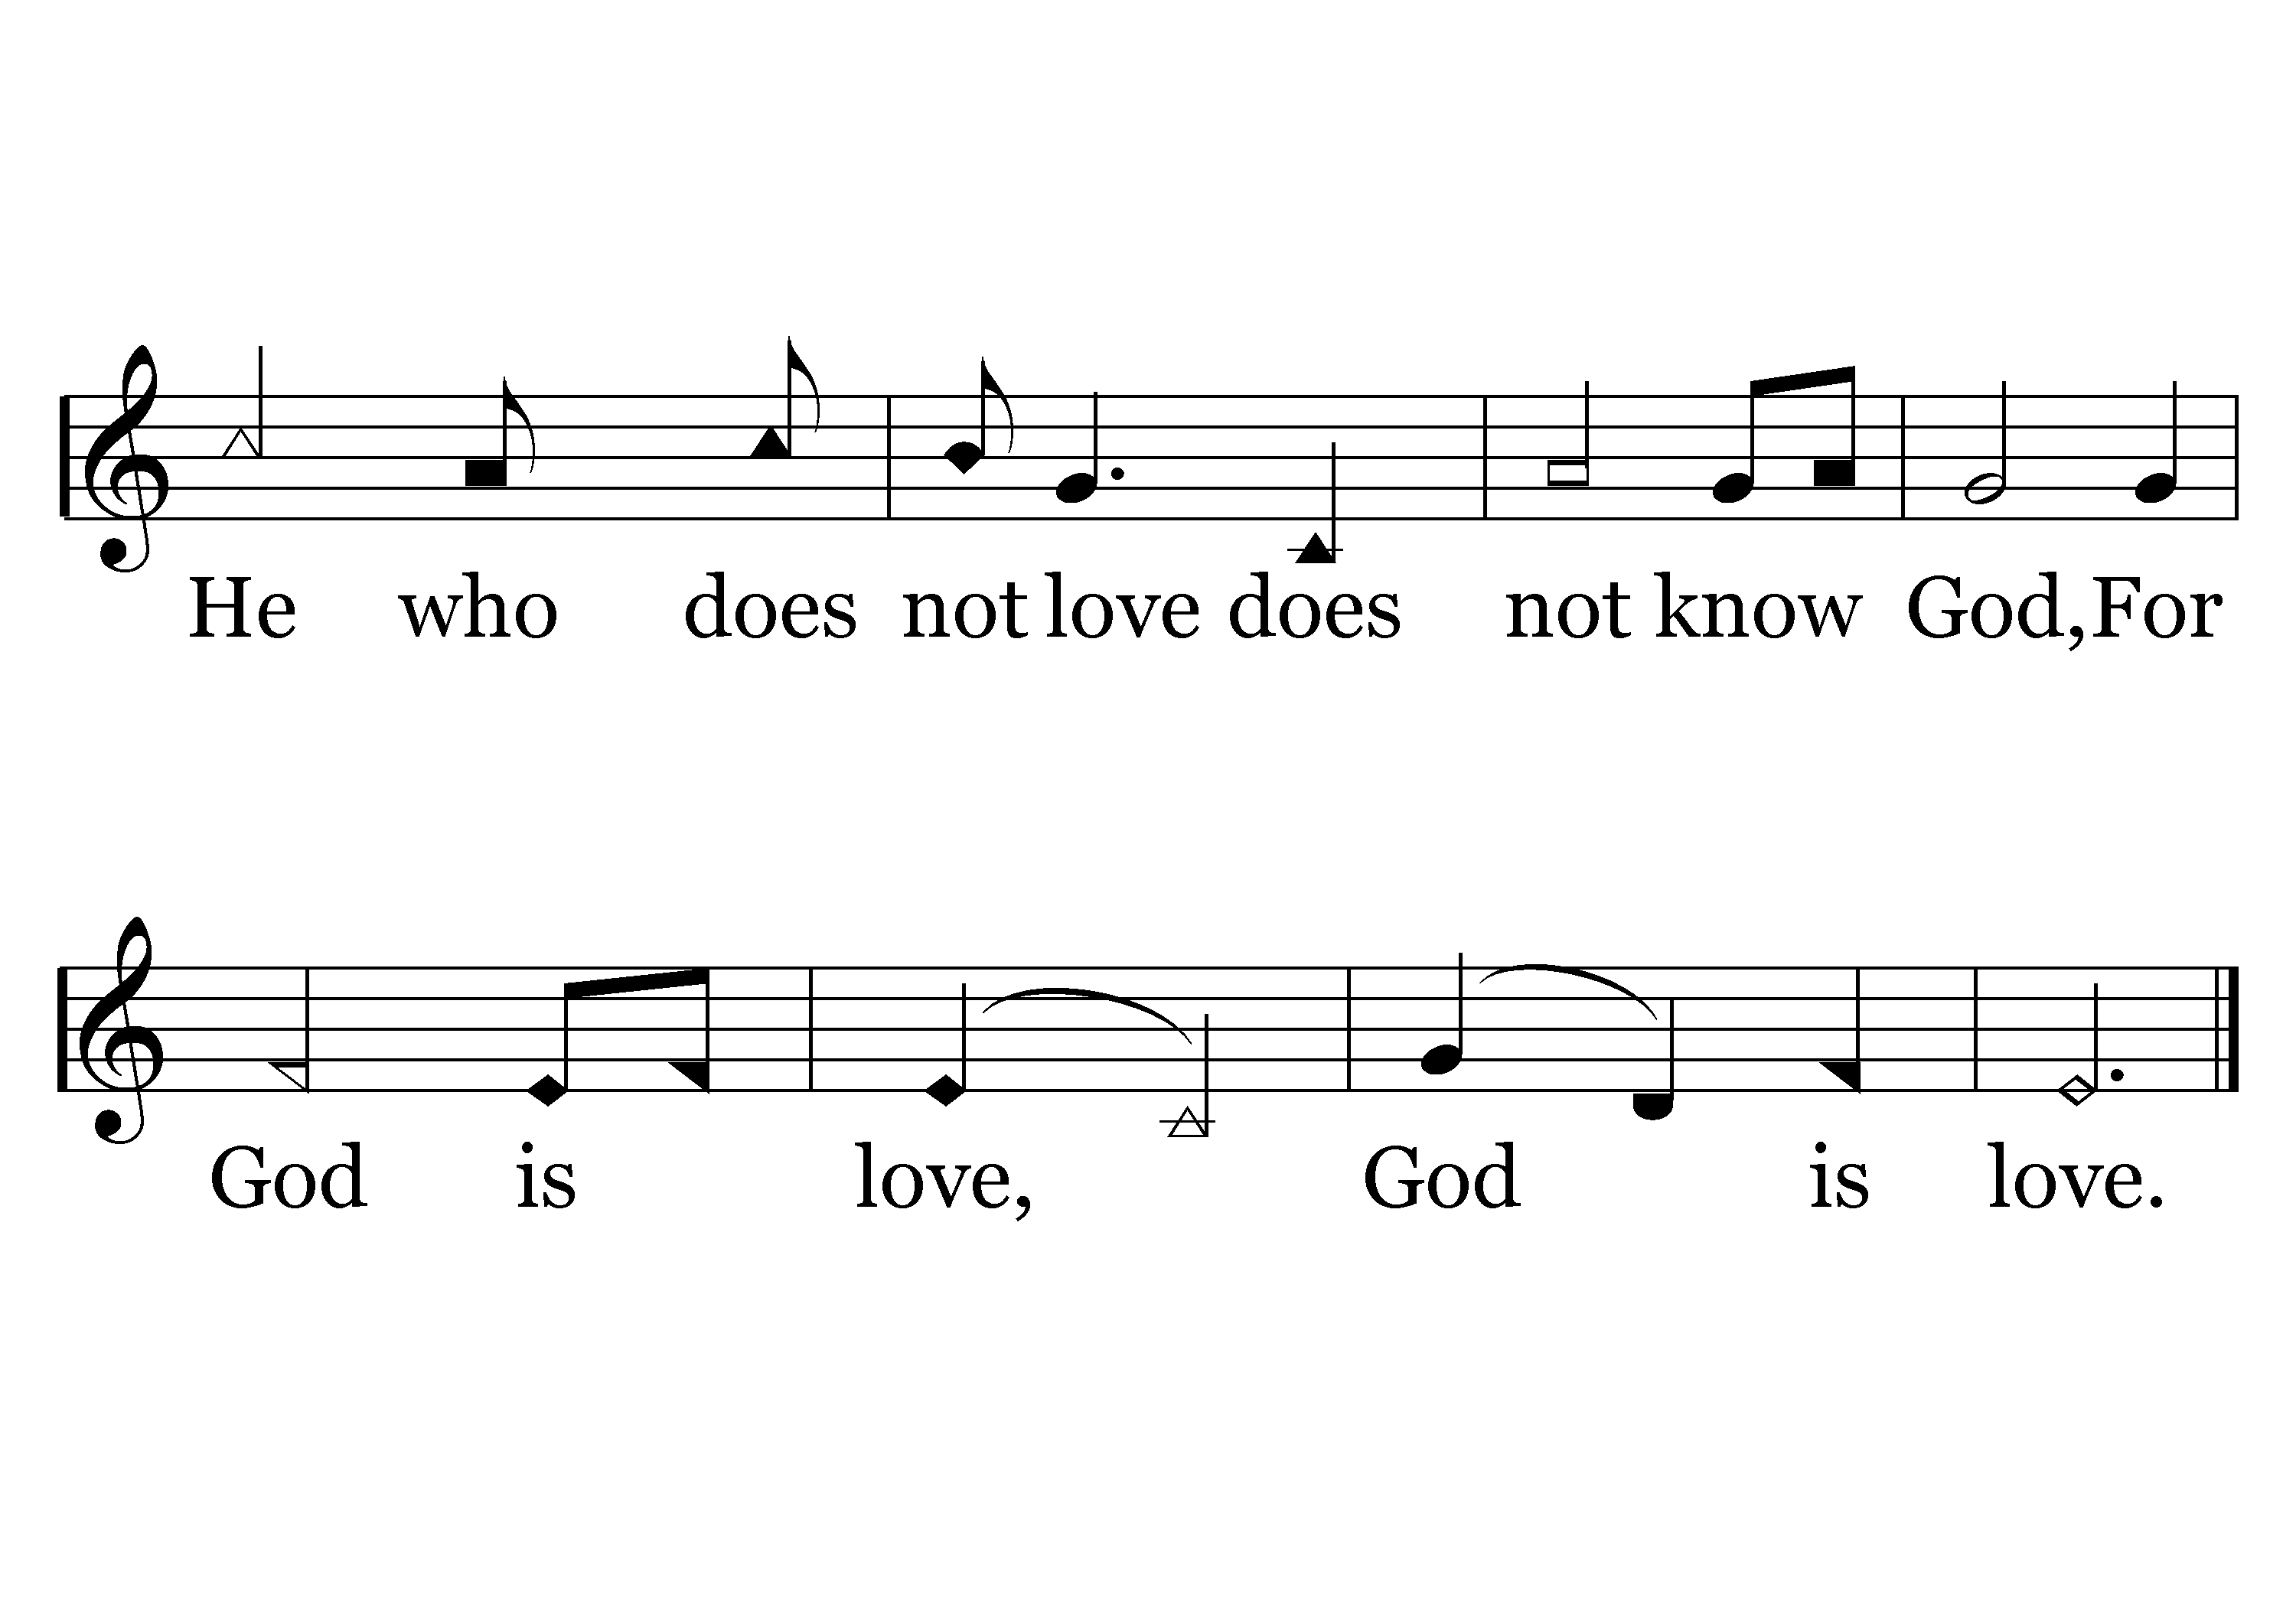 He who does not love does not know God,For
God is love, God is love.